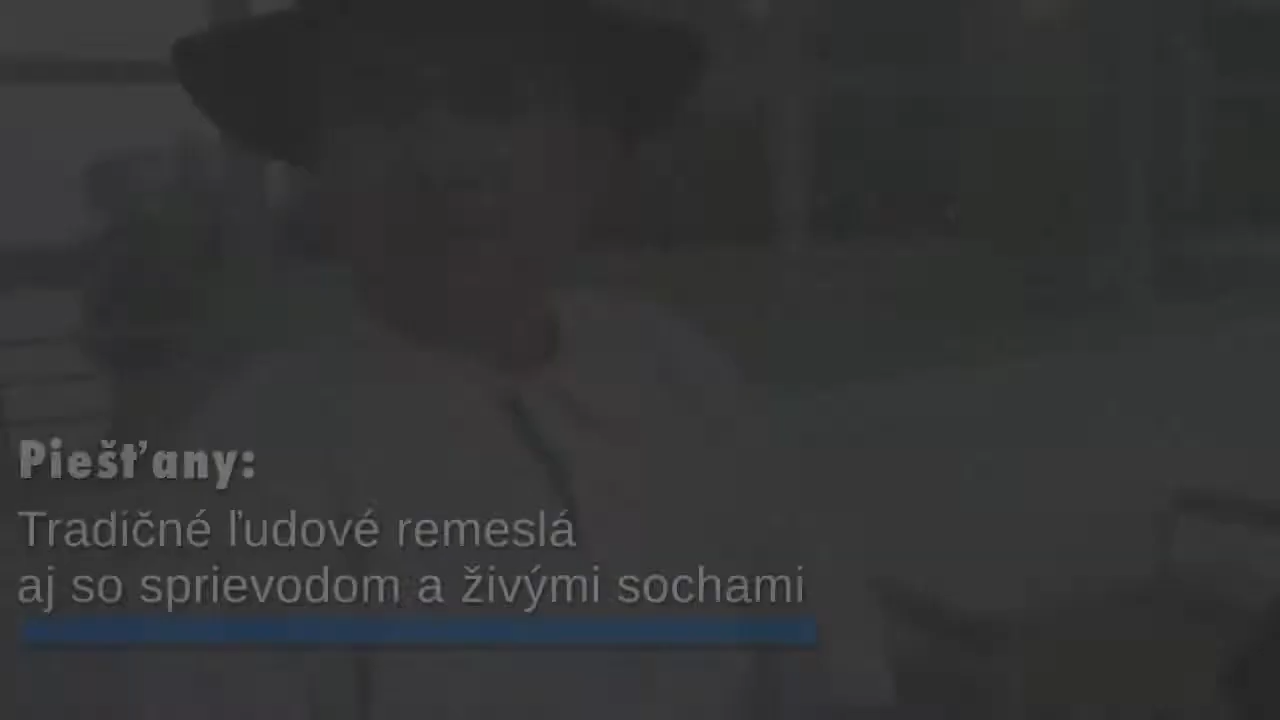 Piešťany:
Tradičné ľudové remeslá
aj so sprievodom a živými sochami